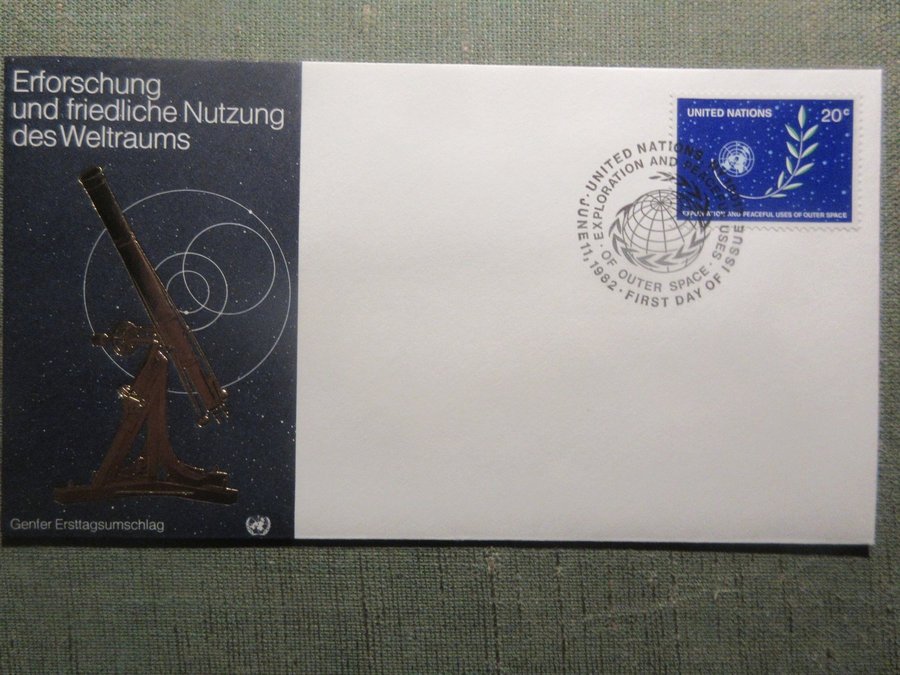 Erforschung
und friedliche Nutzung
des Weltraums
Genfer Ersttagsumschlag
UNITED NATIONS
20c
EXPLORATION AND PEACEFUL USES OF OUTER SPACE
JUNE 11, 1982 · UNITED NATIONS,
FIRST DAY OF ISSUE
· EXPLORATION AND PEACEFUL USES
· OF OUTER SPACE ·